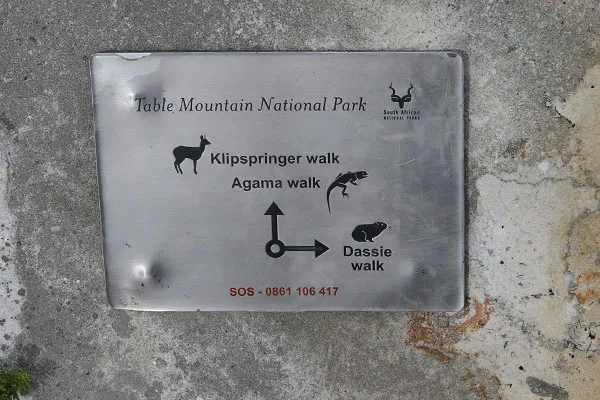 Table Mountain National Park
South African
NATIONAL PARKS
Klipspringer walk
Agama walk
Dassie
walk
SOS - 0861 106 417